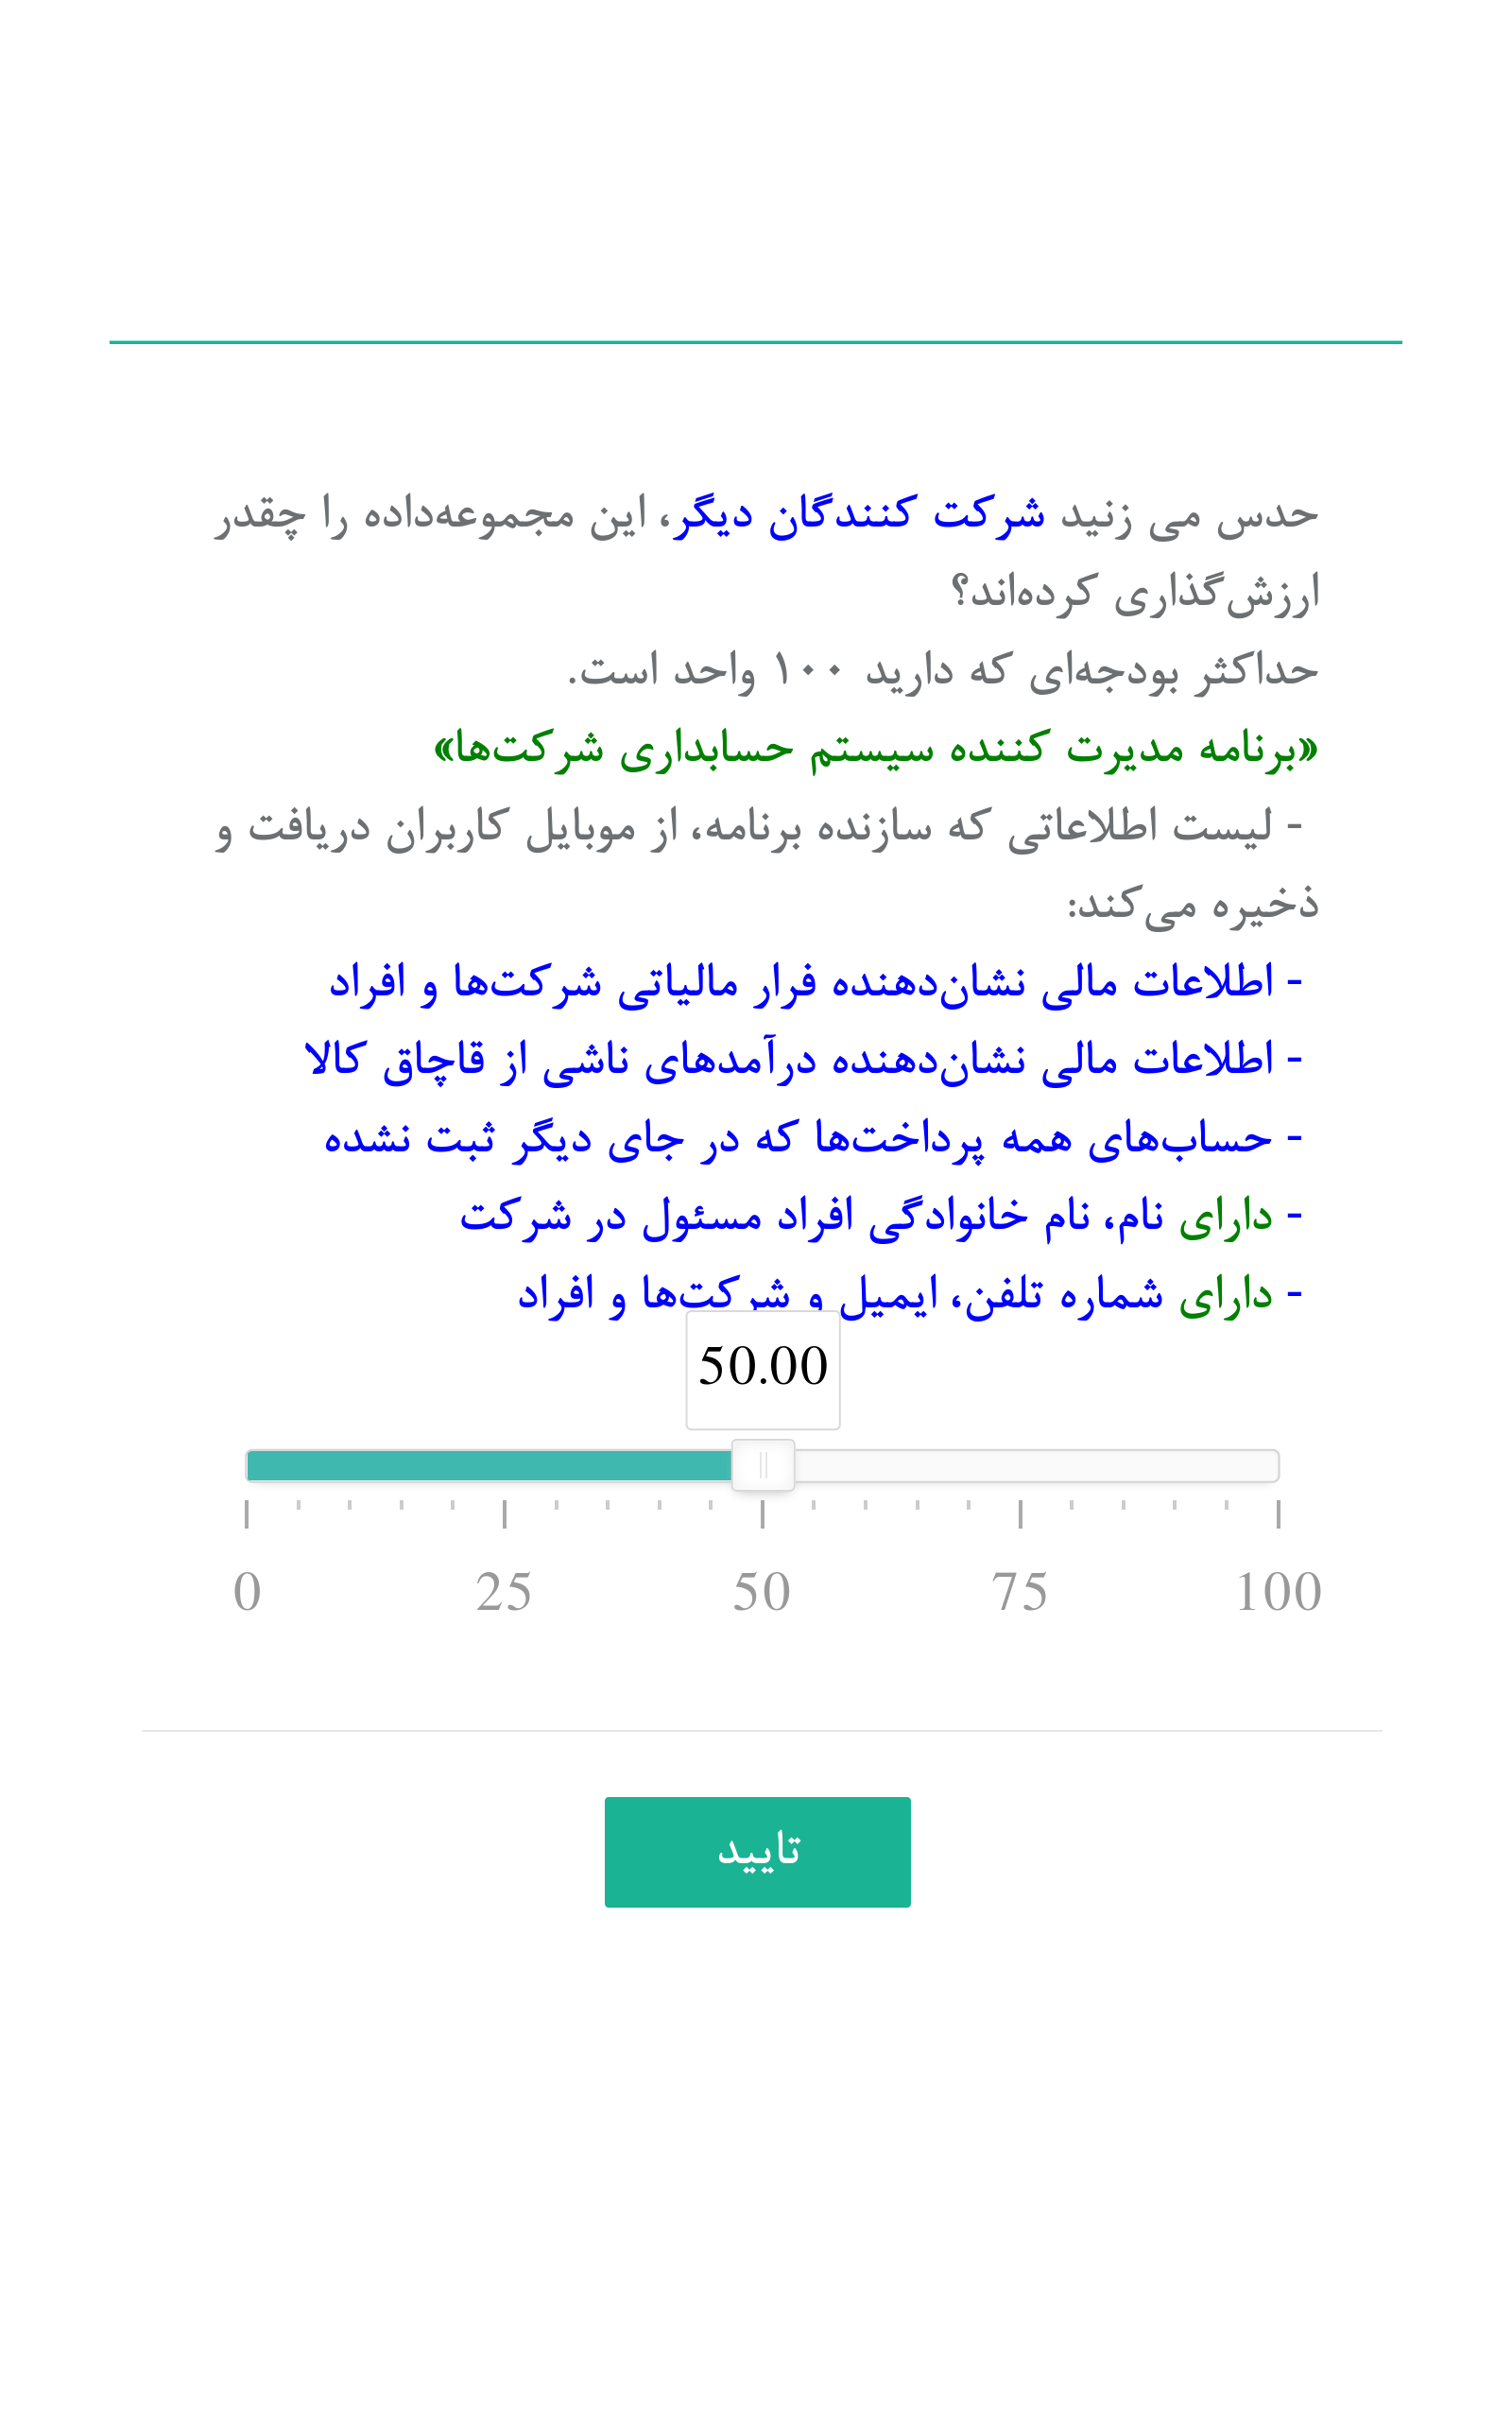 حدس می زنید شرکت کنندگان دیگر، این مجموعه‌داده را چقدر
ارزش‌گذاری کرده‌اند؟
حداکثر بودجه‌ای که دارید ۱۰۰ واحد است.
«برنامه مدیرت کننده سیستم حسابداری شرکت‌ها»
- لیست اطلاعاتی که سازنده برنامه، از موبایل کاربران دریافت و
ذخیره می‌کند:
- اطلاعات مالی نشان‌دهنده فرار مالیاتی شرکت‌ها و افراد
- اطلاعات مالی نشان‌دهنده درآمدهای ناشی از قاچاق کالا
- حساب‌های همه پرداخت‌ها که در جای دیگر ثبت نشده
- دارای نام، نام خانوادگی افراد مسئول در شرکت
- دارای شماره تلفن، ایمیل و شرکت‌ها و افراد
50.00
0 25 50 75 100
تایید